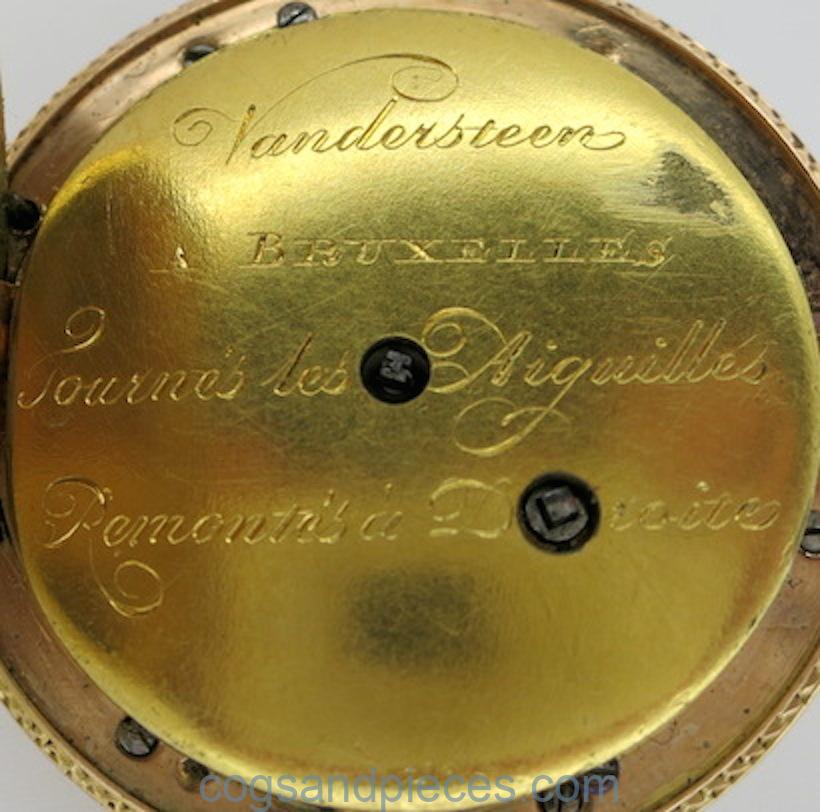 Vandersteen
A BRUXELLES
Tournés les Aiguilles
Remontés à Droite
cogsandpieces.com